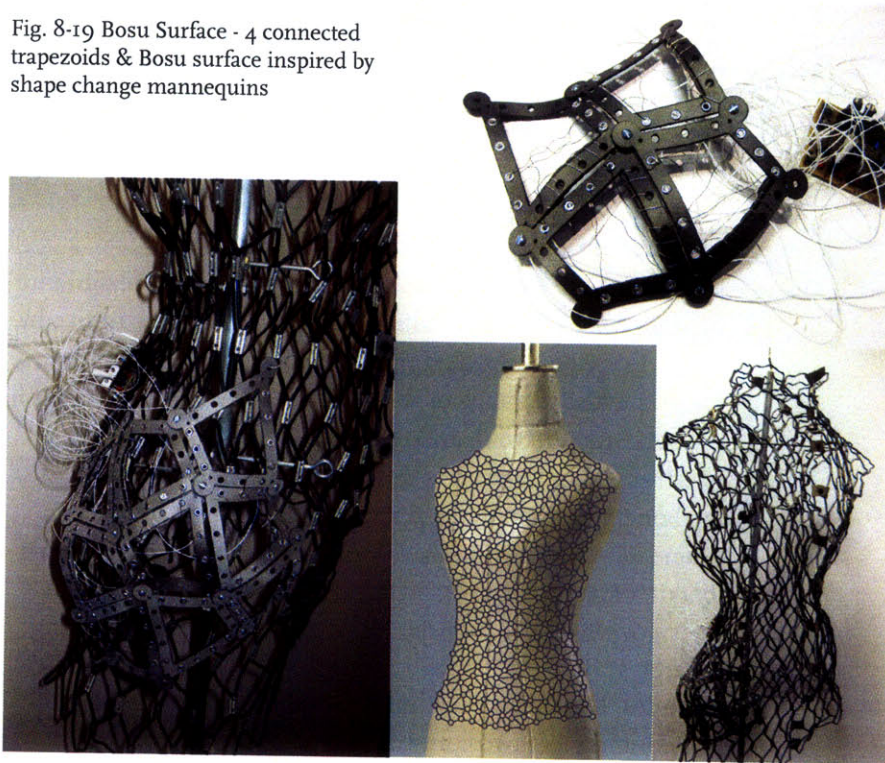 Fig. 8-19 Bosu Surface - 4 connected
trapezoids & Bosu surface inspired by
shape change mannequins